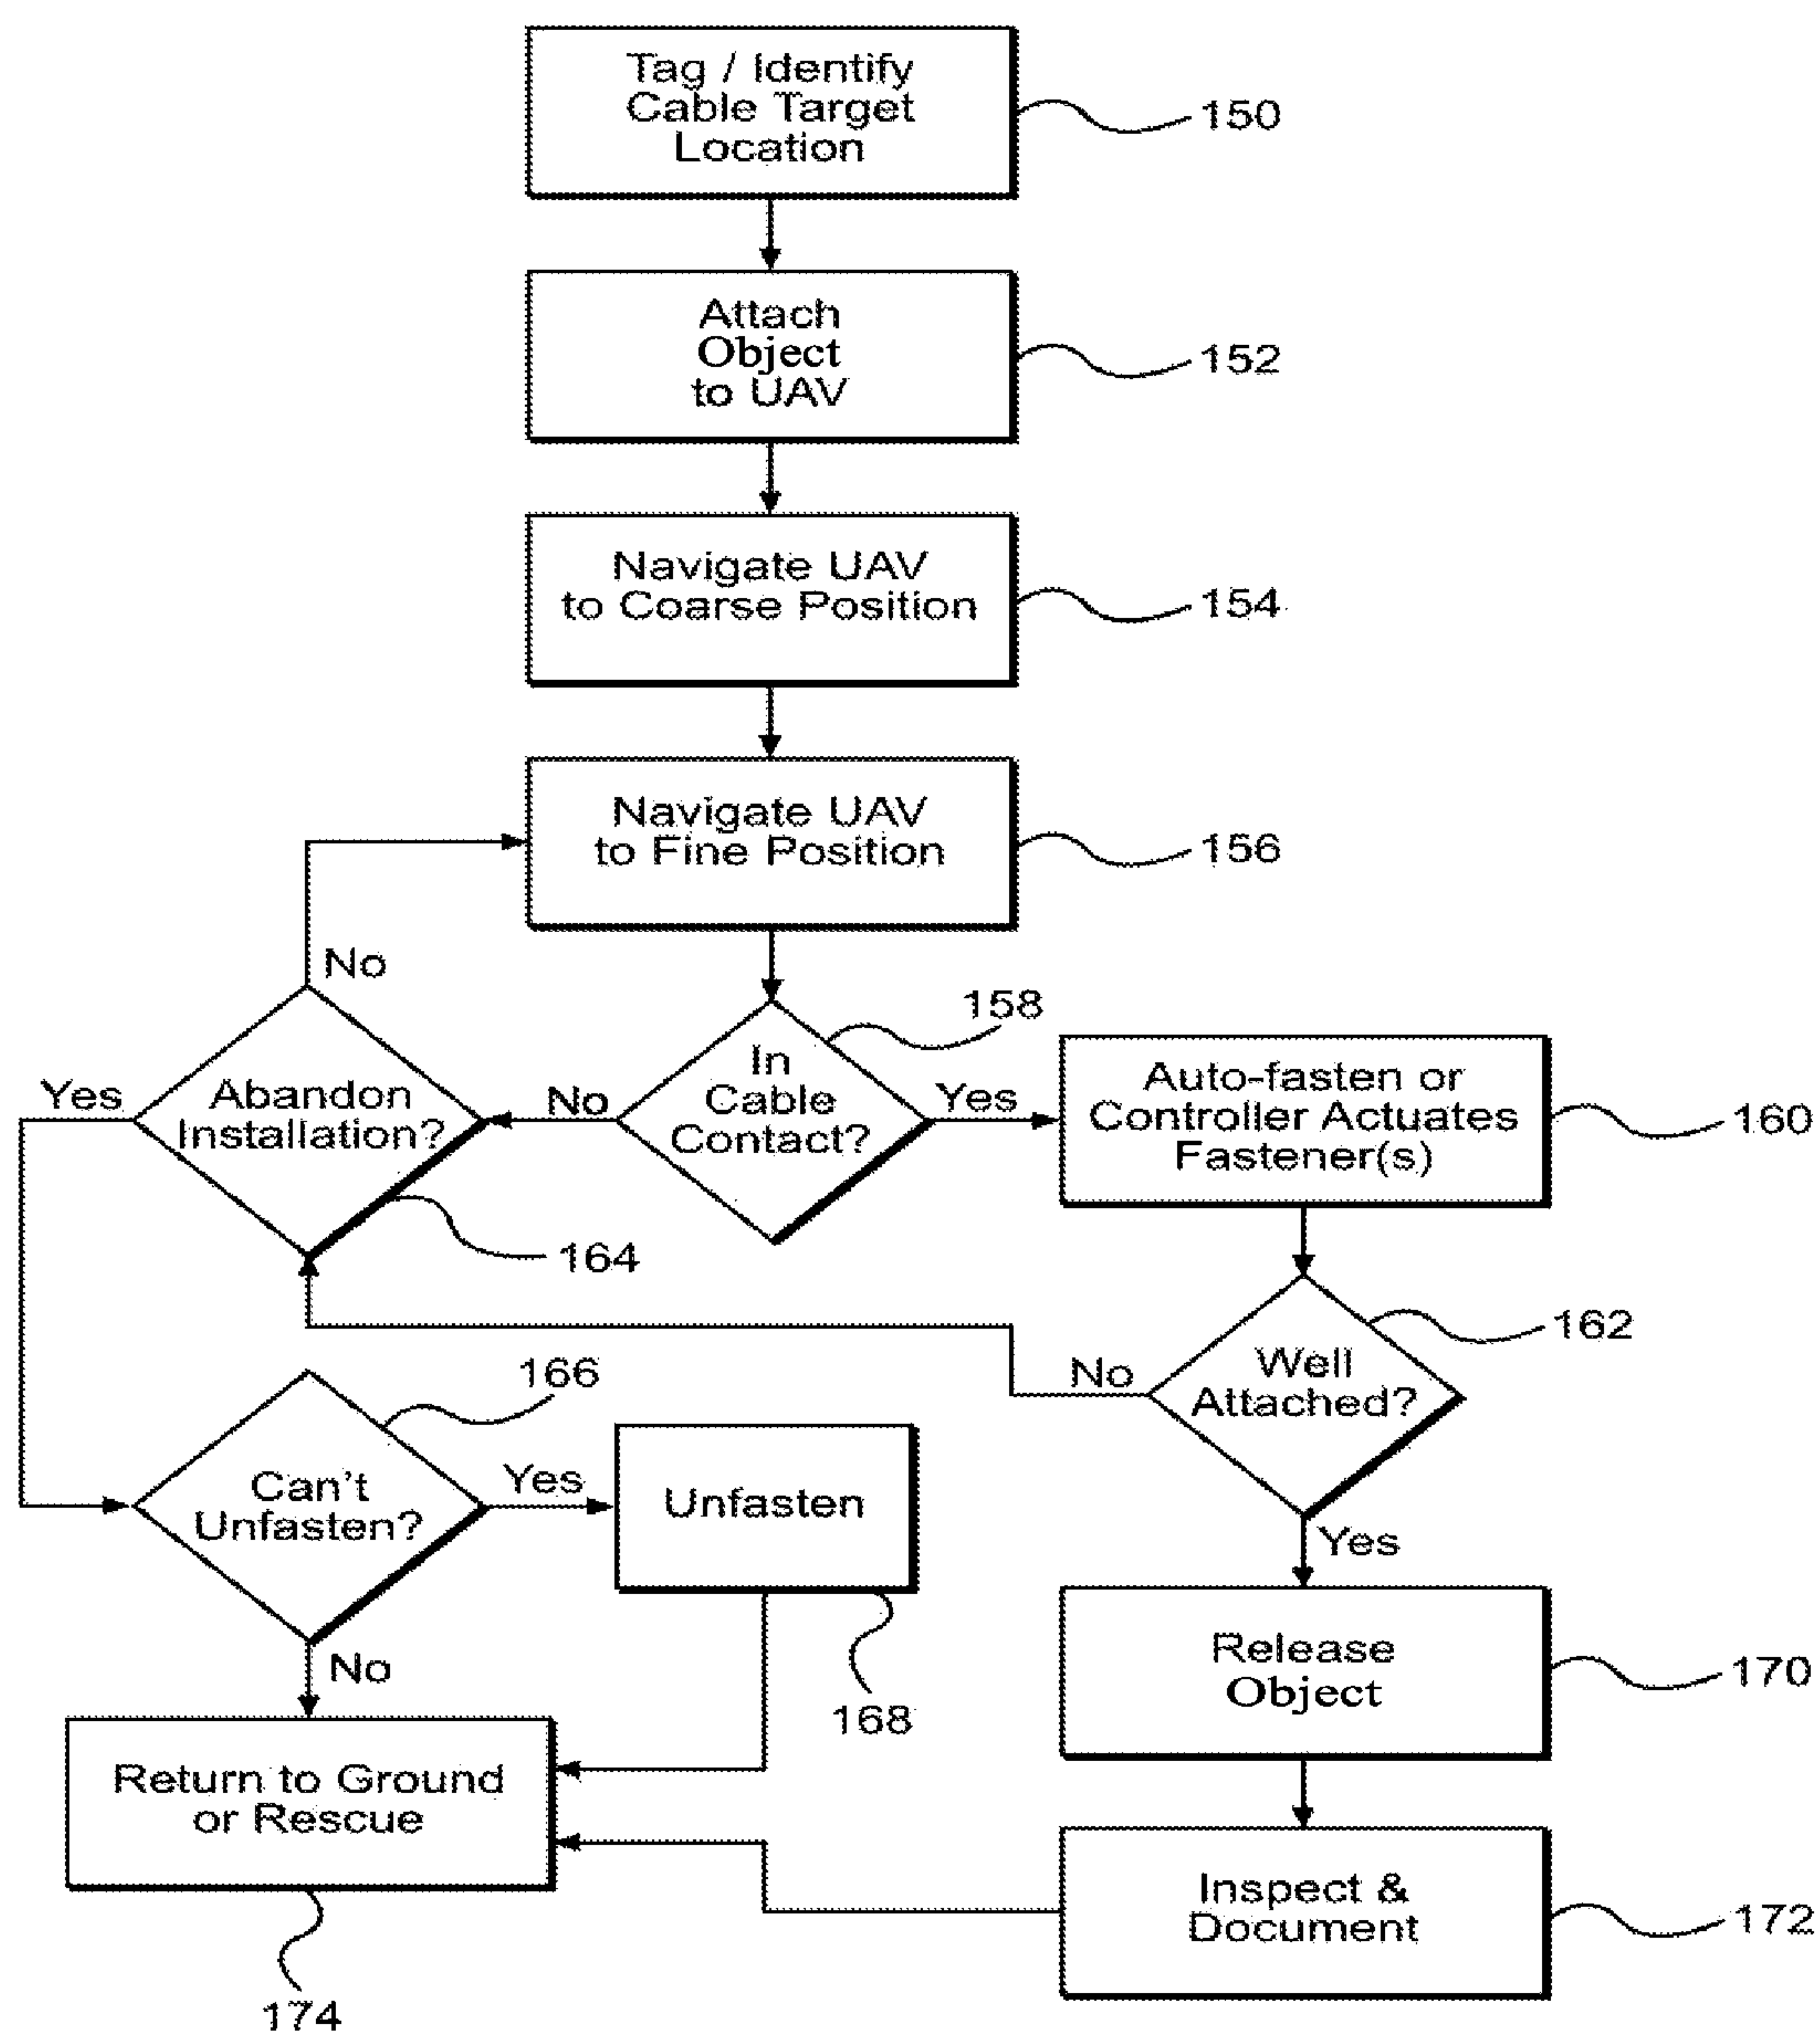 Tag / Identify
Cable Target
Location
150
Attach
Object
to UAV
152
Navigate UAV
to Coarse Position
154
Navigate UAV
to Fine Position
156
No
158
In
Cable
Contact?
No
Yes
Abandon
Installation?
Yes
164
Auto-fasten or
Controller Actuates
Fastener(s)
160
162
Well
Attached?
No
Yes
166
Can't
Unfasten?
Yes
No
Unfasten
168
Release
Object
170
Return to Ground
or Rescue
174
Inspect &
Document
172